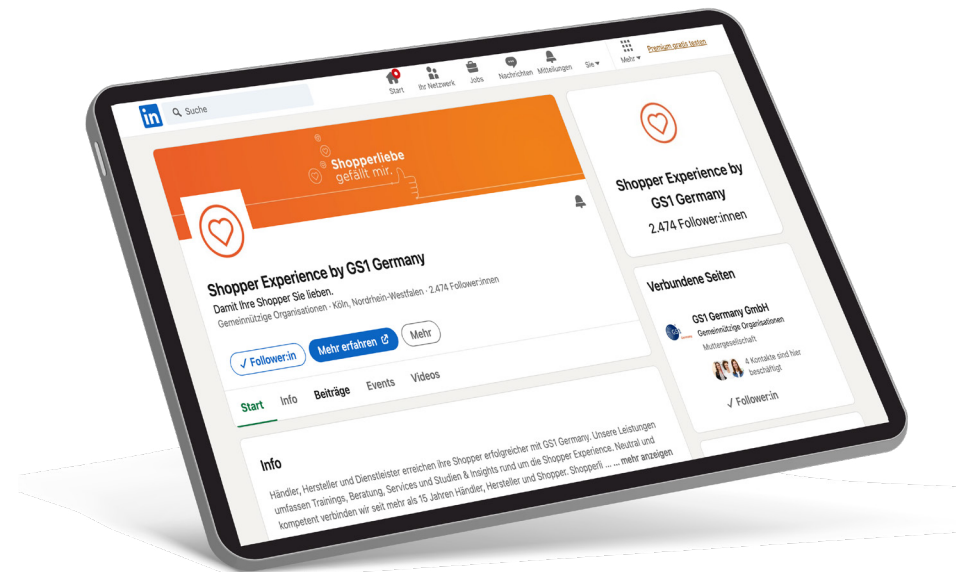 in
Suche
Start
Ihr Netzwerk
Jobs
Nachrichten
Mitteilungen
Sie
Mehr
Premium gratis testen
Shopperliebe
gefällt mir.
Shopper Experience by GS1 Germany
Damit Ihre Shopper Sie lieben.
Gemeinnützige Organisationen · Köln, Nordrhein-Westfalen · 2.474 Follower:innen
✓ Follower:in
Mehr erfahren
Mehr
Start
Info
Beiträge
Events
Videos
Info
Händler, Hersteller und Dienstleister erreichen ihre Shopper erfolgreicher mit GS1 Germany. Unsere Leistungen
umfassen Trainings, Beratung, Services und Studien & Insights rund um die Shopper Experience. Neutral und
kompetent verbinden wir seit mehr als 15 Jahren Händler, Hersteller und Shopper. Shopperli ... ... mehr anzeigen
Shopper Experience by
GS1 Germany
2.474 Follower:innen
Verbundene Seiten
GS1 Germany GmbH
Gemeinnützige Organisationen
Muttergesellschaft
4 Kontakte sind hier
beschäftigt
✓ Follower:in